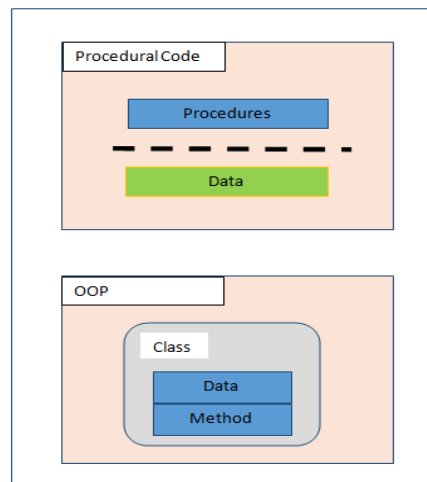 Procedural Code
Procedures
Data
OOP
Class
Data
Method